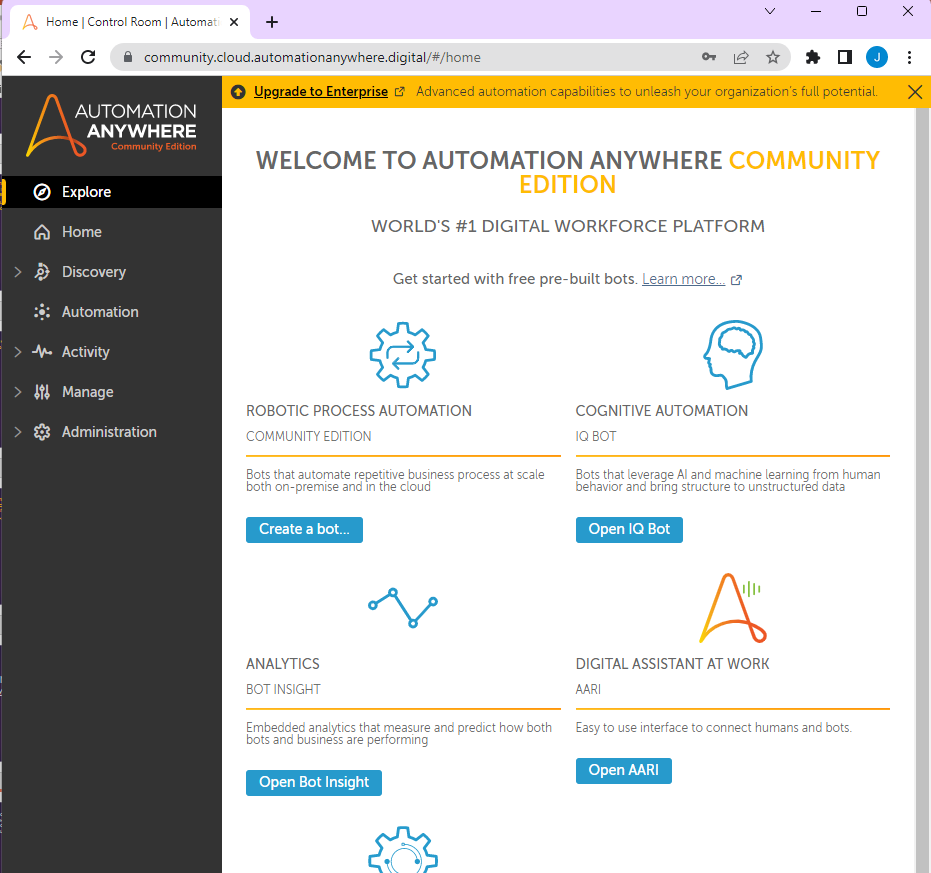 Home | Control Room | Automati
community.cloud.automationanywhere.digital/#/home
J
AUTOMATION
ANYWHERE
Community Edition
Upgrade to Enterprise Advanced automation capabilities to unleash your organization's full potential.
Explore
Home
Discovery
Automation
Activity
Manage
Administration
WELCOME TO AUTOMATION ANYWHERE COMMUNITY
EDITION
WORLD'S #1 DIGITAL WORKFORCE PLATFORM
Get started with free pre-built bots. Learn more...
ROBOTIC PROCESS AUTOMATION
COMMUNITY EDITION
Bots that automate repetitive business process at scale
both on-premise and in the cloud
Create a bot...
COGNITIVE AUTOMATION
IQ BOT
Bots that leverage AI and machine learning from human
behavior and bring structure to unstructured data
Open IQ Bot
ANALYTICS
BOT INSIGHT
Embedded analytics that measure and predict how both
bots and business are performing
Open Bot Insight
DIGITAL ASSISTANT AT WORK
AARI
Easy to use interface to connect humans and bots.
Open AARI